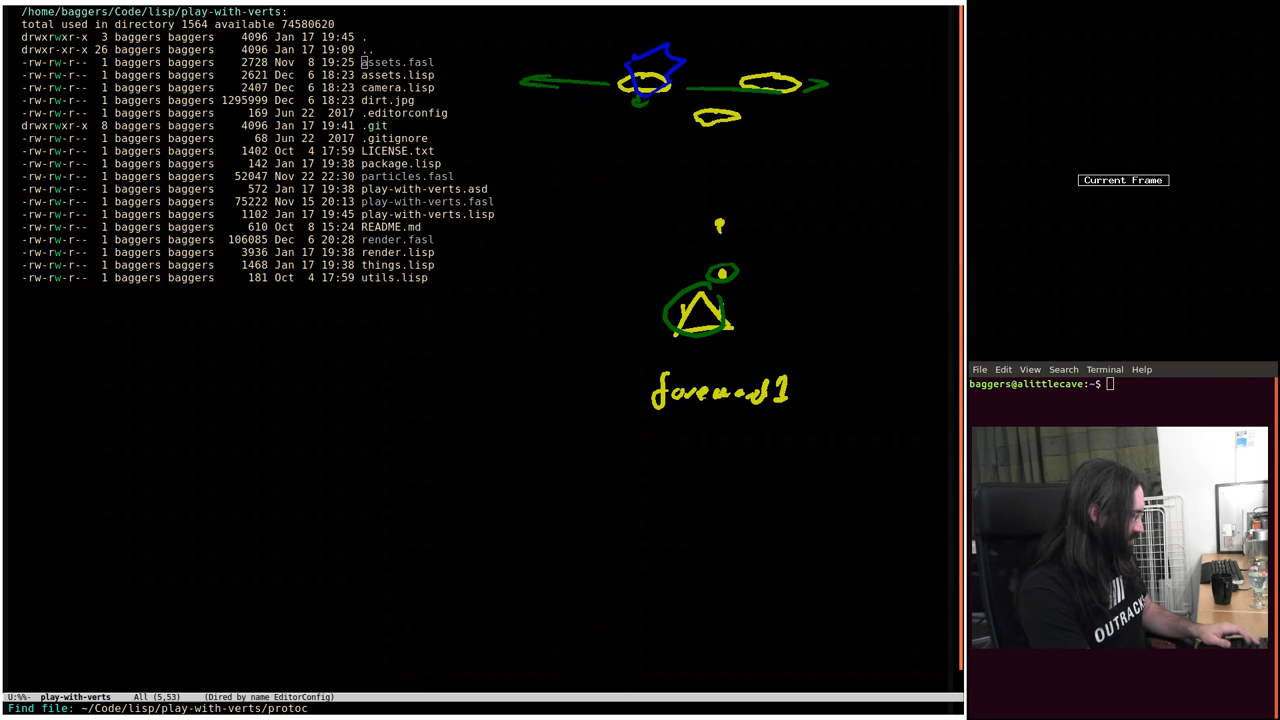 /home/baggers/Code/lisp/play-with-verts:
total used in directory 1564 available 74580620
drwxrwxr-x 3 baggers baggers 4096 Jan 17 19:45 .
drwxr-xr-x 26 baggers baggers 4096 Jan 17 19:09 ..
-rw-rw-r-- 1 baggers baggers 2728 Nov 8 19:25 assets.fasl
-rw-rw-r-- 1 baggers baggers 2621 Dec 6 18:23 assets.lisp
-rw-rw-r-- 1 baggers baggers 2407 Dec 6 18:23 camera.lisp
-rw-rw-r-- 1 baggers baggers 1295999 Dec 6 18:23 dirt.jpg
-rw-rw-r-- 1 baggers baggers 169 Jun 22 2017 .editorconfig
drwxrwxr-x 8 baggers baggers 4096 Jan 17 19:41 .git
-rw-rw-r-- 1 baggers baggers 68 Jun 22 2017 .gitignore
-rw-rw-r-- 1 baggers baggers 1402 Oct 4 17:59 LICENSE.txt
-rw-rw-r-- 1 baggers baggers 142 Jan 17 19:38 package.lisp
-rw-rw-r-- 1 baggers baggers 52047 Nov 22 22:30 particles.fasl
-rw-rw-r-- 1 baggers baggers 572 Jan 17 19:38 play-with-verts.asd
-rw-rw-r-- 1 baggers baggers 75222 Nov 15 20:13 play-with-verts.fasl
-rw-rw-r-- 1 baggers baggers 1102 Jan 17 19:45 play-with-verts.lisp
-rw-rw-r-- 1 baggers baggers 610 Oct 8 15:24 README.md
-rw-rw-r-- 1 baggers baggers 106085 Dec 6 20:28 render.fasl
-rw-rw-r-- 1 baggers baggers 3936 Jan 17 19:38 render.lisp
-rw-rw-r-- 1 baggers baggers 1468 Jan 17 19:38 things.lisp
-rw-rw-r-- 1 baggers baggers 181 Oct 4 17:59 utils.lisp
U:%%- play-with-verts All (5,53) (Dired by name EditorConfig)
Find file: ~/Code/lisp/play-with-verts/protoc
Current Frame
File Edit View Search Terminal Help
baggers@alittlecave:~$
OUTRACKS